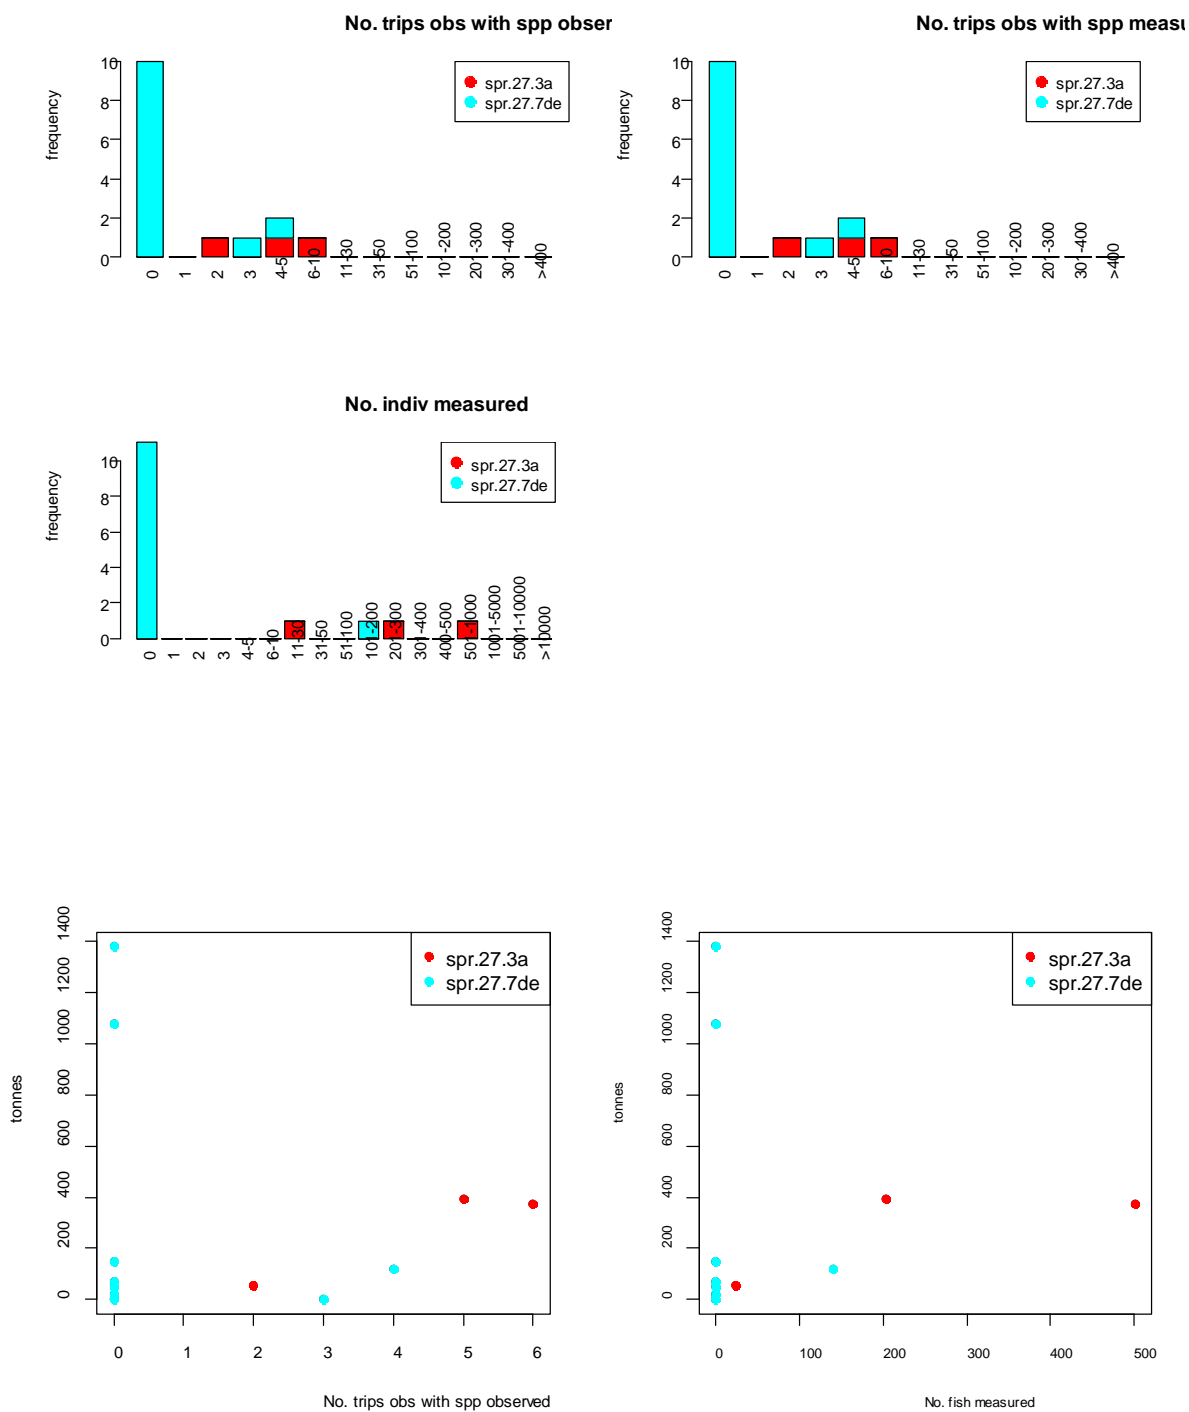 No. trips obs with spp obser
frequency
10
8
6
4
2
0
spr.27.3a
spr.27.7de
0 1 2 3 4-5 6-10 11-30 31-50 51-100 101-200 201-300 301-400 >400
No. trips obs with spp measu
frequency
10
8
6
4
2
0
spr.27.3a
spr.27.7de
0 1 2 3 4-5 6-10 11-30 31-50 51-100 101-200 201-300 301-400 >400
No. indiv measured
frequency
10
8
6
4
2
0
spr.27.3a
spr.27.7de
0 1 2 3 4-5 6-10 11-30 31-50 51-100 101-200 201-300 301-400 400-500 501-1000 1001-5000 5001-10000 >10000
tonnes
1400
1200
1000
800
600
400
200
0
spr.27.3a
spr.27.7de
0 1 2 3 4 5 6
No. trips obs with spp observed
tonnes
1400
1200
1000
800
600
400
200
0
spr.27.3a
spr.27.7de
0 100 200 300 400 500
No. fish measured